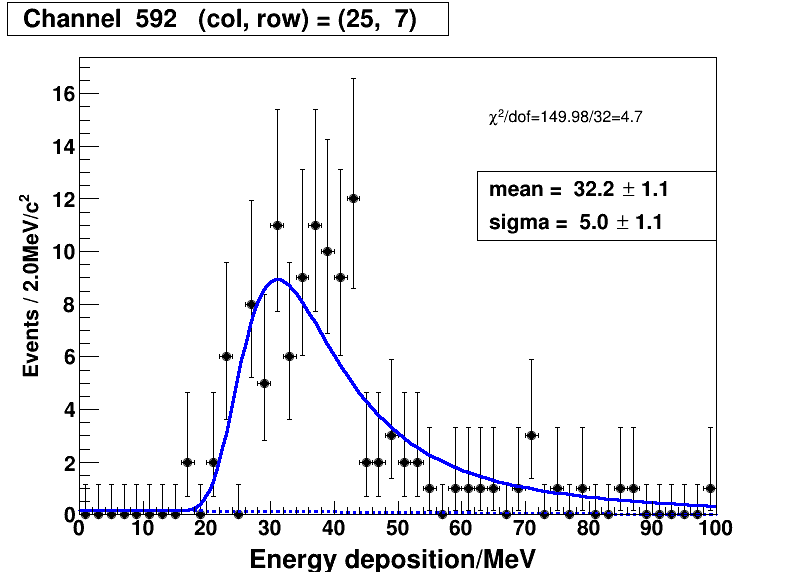 Channel 592 (col, row) = (25, 7)
χ²/dof=149.98/32=4.7
mean = 32.2 ± 1.1
sigma = 5.0 ± 1.1
Events / 2.0MeV/c²
16
14
12
10
8
6
4
2
0
0 10 20 30 40 50 60 70 80 90 100
Energy deposition/MeV